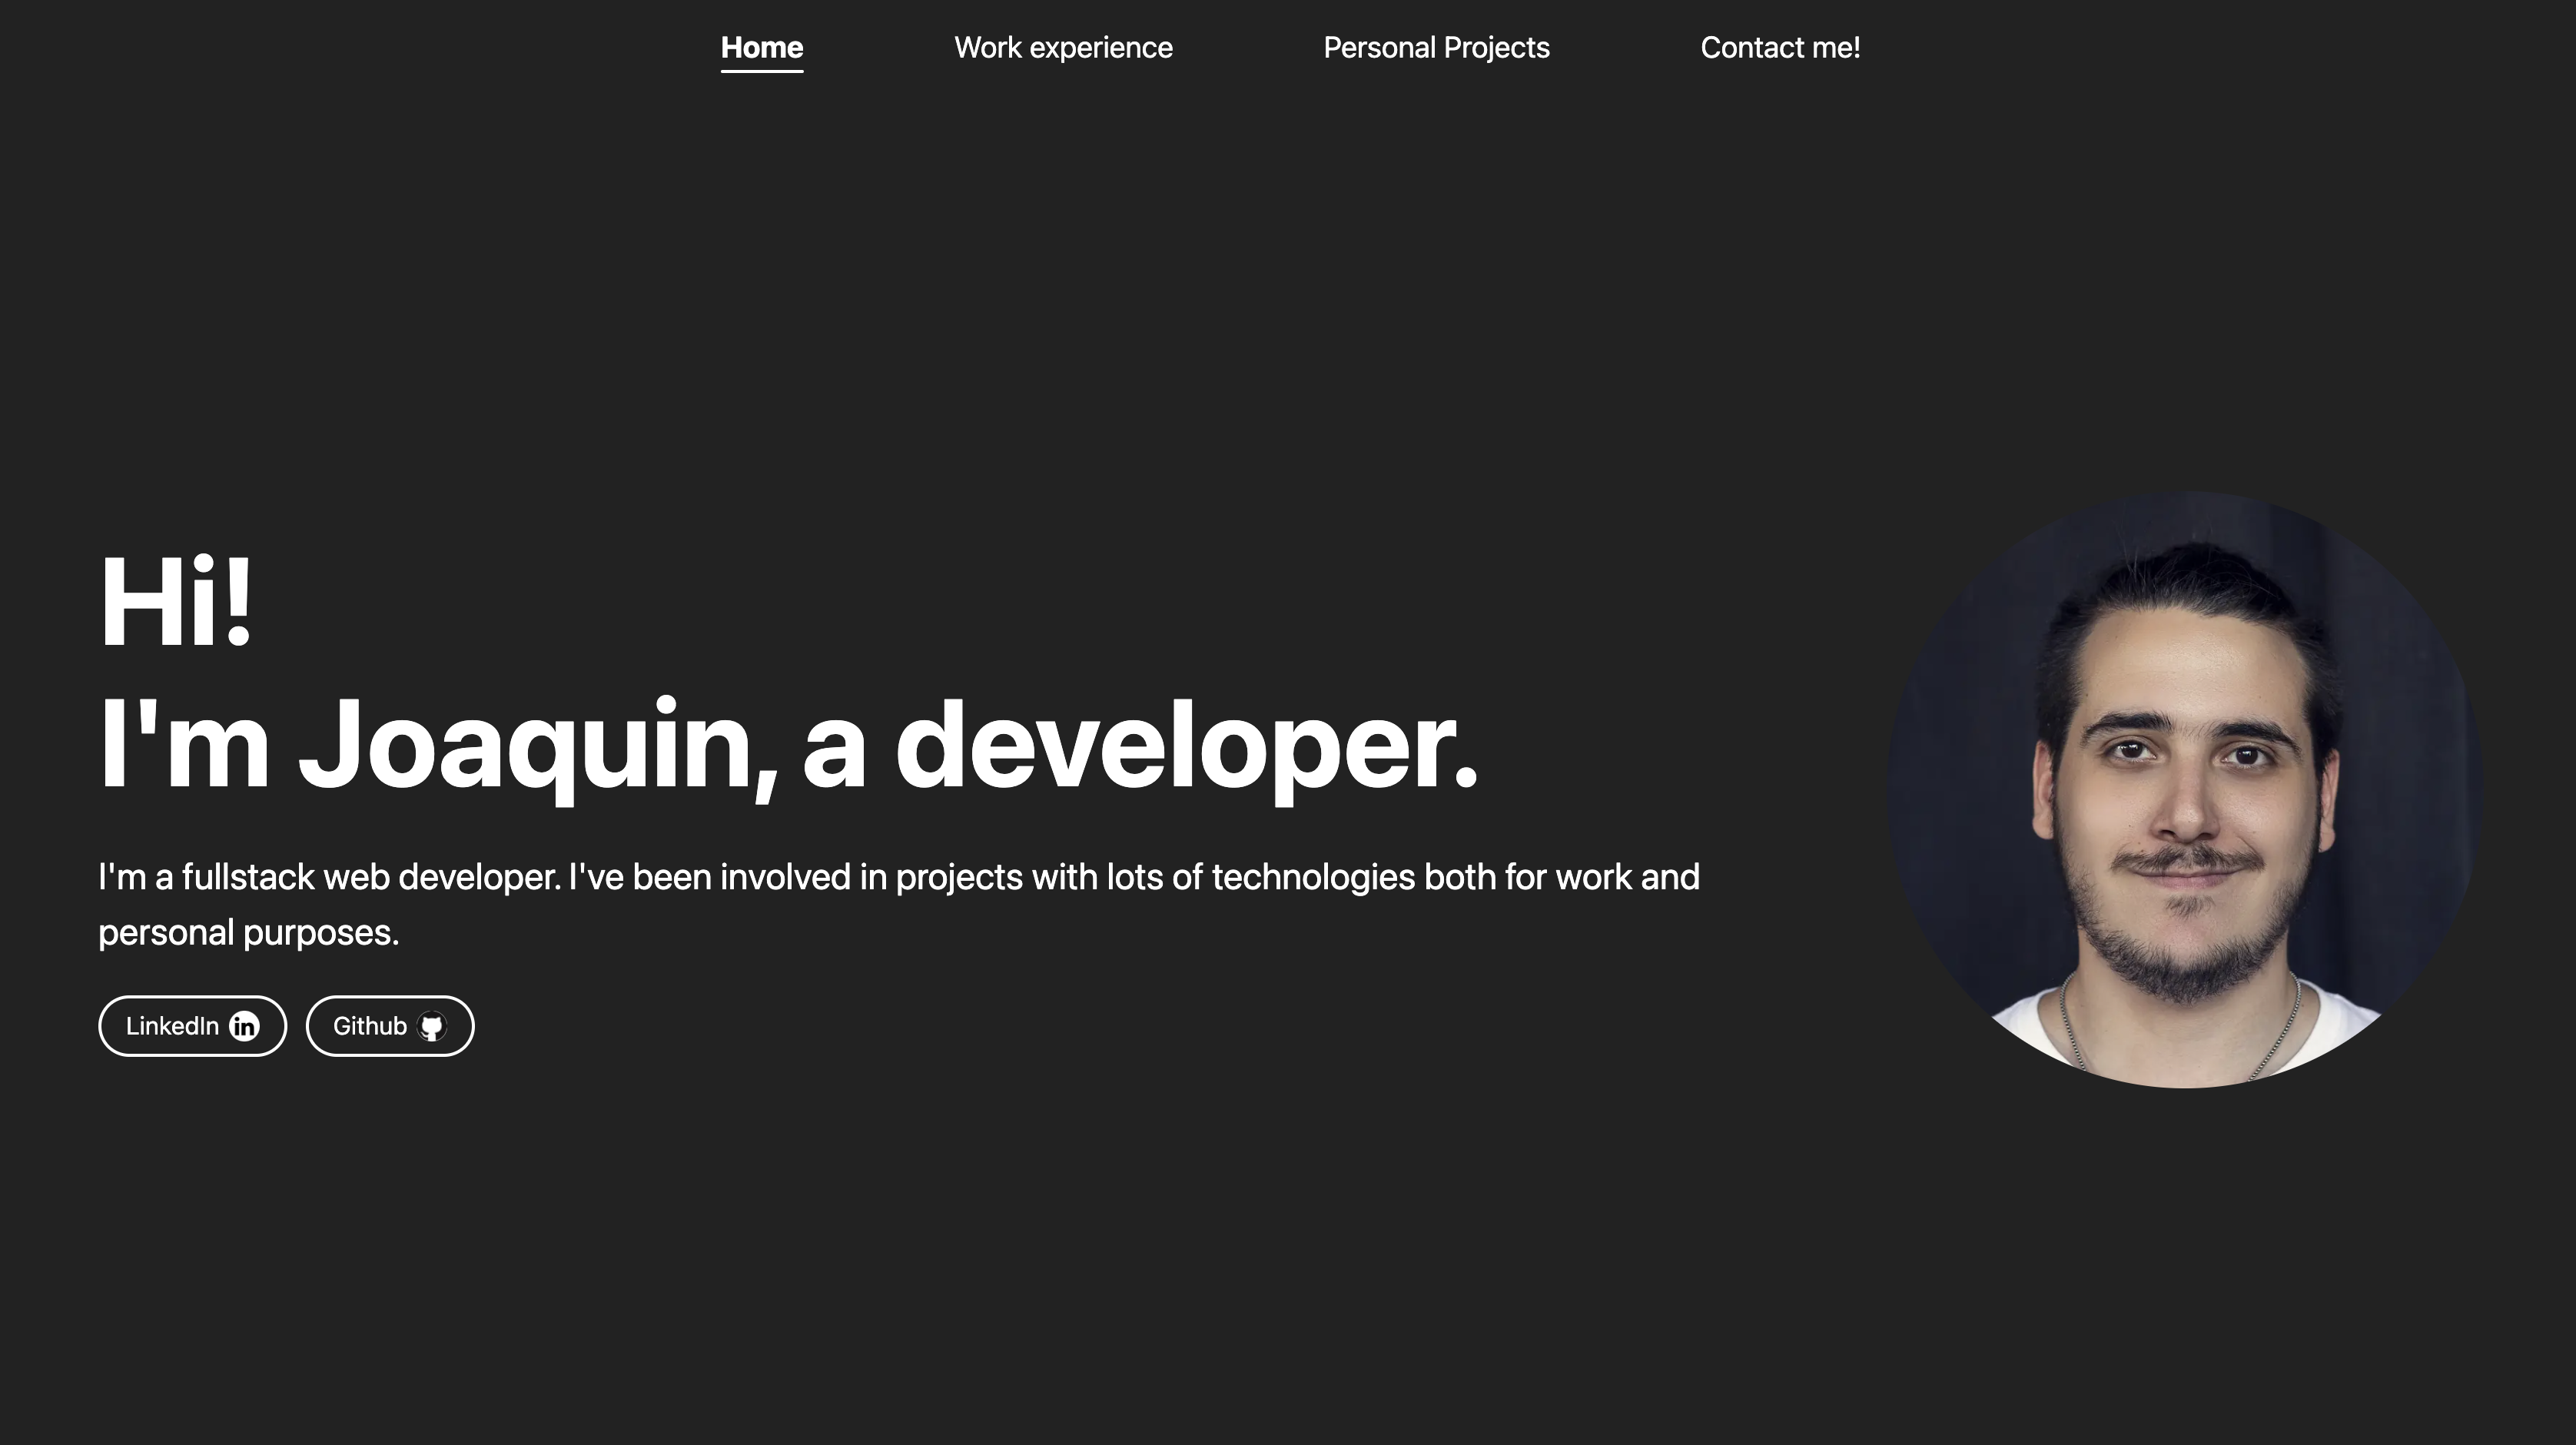 Home
Work experience
Personal Projects
Contact me!
Hi!
I'm Joaquin, a developer.
I'm a fullstack web developer. I've been involved in projects with lots of technologies both for work and
personal purposes.
LinkedIn in
Github